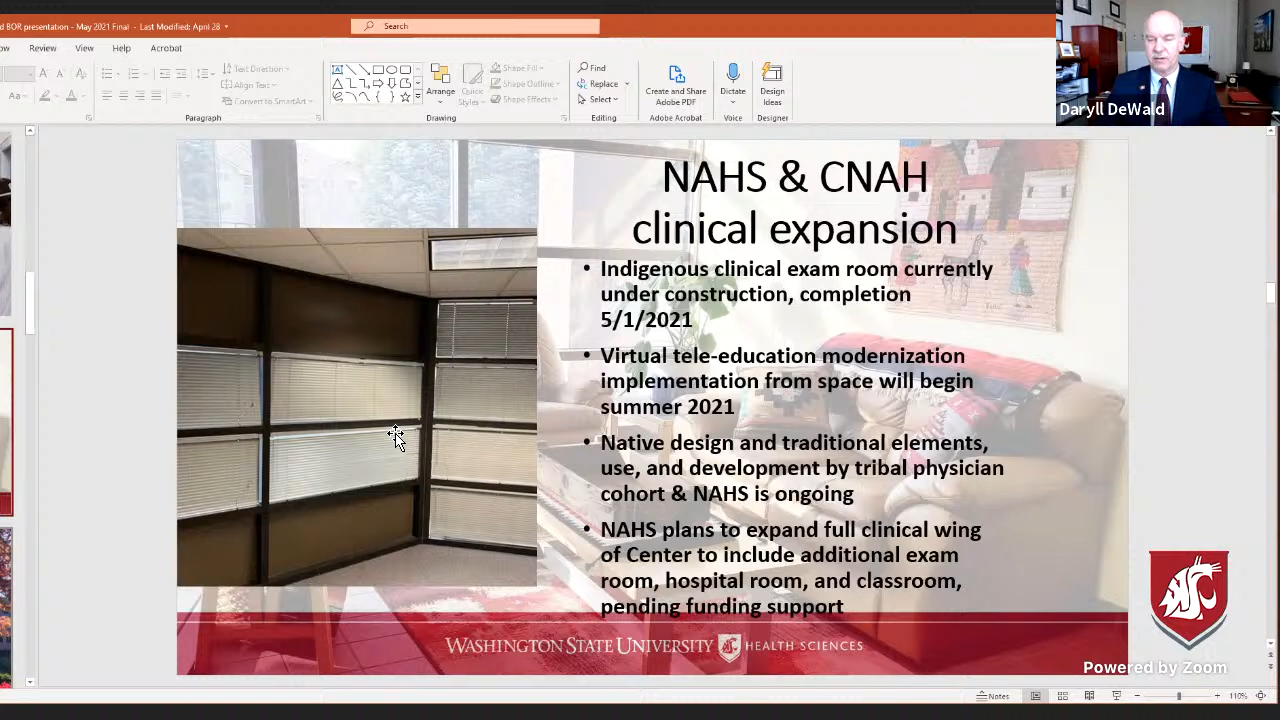 d BOR presentation - May 2021 Final - Last Modified: April 28
Search
Review View Help Acrobat
Text Direction
Align Text
Convert to SmartArt
Paragraph
Arrange
Quick Styles
Shape Fill
Shape Outline
Shape Effects
Drawing
Find
Replace
Select
Editing
Create and Share Adobe PDF
Adobe Acrobat
Dictate
Voice
Design Ideas
Designer
Daryll DeWald
NAHS & CNAH
clinical expansion
• Indigenous clinical exam room currently
under construction, completion
5/1/2021
• Virtual tele-education modernization
implementation from space will begin
summer 2021
• Native design and traditional elements,
use, and development by tribal physician
cohort & NAHS is ongoing
• NAHS plans to expand full clinical wing
of Center to include additional exam
room, hospital room, and classroom,
pending funding support
WASHINGTON STATE UNIVERSITY HEALTH SCIENCES
Powered by Zoom
Notes
110%